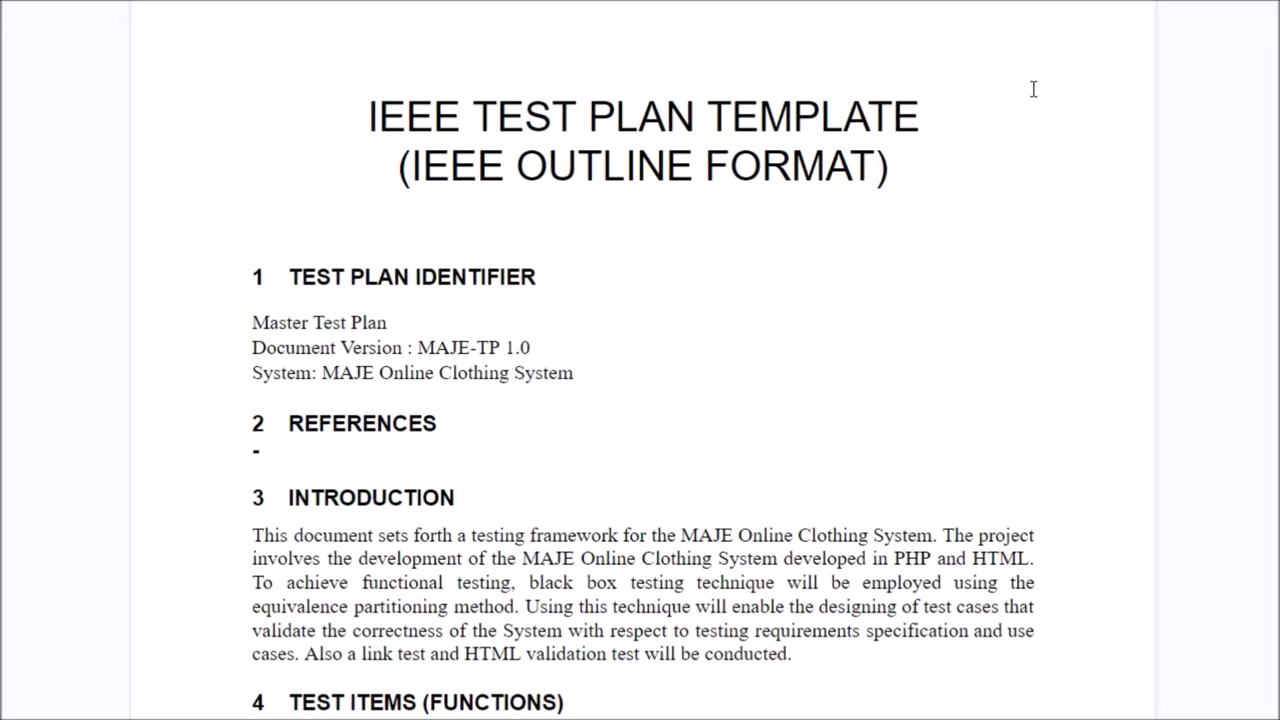 IEEE TEST PLAN TEMPLATE
(IEEE OUTLINE FORMAT)
1 TEST PLAN IDENTIFIER
Master Test Plan
Document Version : MAJE-TP 1.0
System: MAJE Online Clothing System
2 REFERENCES
-
3 INTRODUCTION
This document sets forth a testing framework for the MAJE Online Clothing System. The project
involves the development of the MAJE Online Clothing System developed in PHP and HTML.
To achieve functional testing, black box testing technique will be employed using the
equivalence partitioning method. Using this technique will enable the designing of test cases that
validate the correctness of the System with respect to testing requirements specification and use
cases. Also a link test and HTML validation test will be conducted.
4 TEST ITEMS (FUNCTIONS)